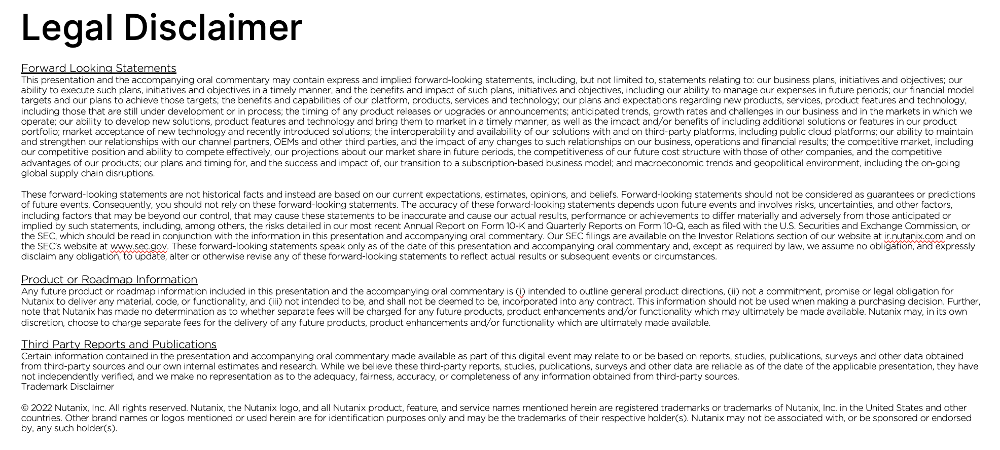 Legal Disclaimer
Forward Looking Statements
This presentation and the accompanying oral commentary may contain express and implied forward-looking statements, including, but not limited to, statements relating to: our business plans, initiatives and objectives; our
ability to execute such plans, initiatives and objectives in a timely manner, and the benefits and impact of such plans, initiatives and objectives, including our ability to manage our expenses in future periods; our financial model
targets and our plans to achieve those targets; the benefits and capabilities of our platform, products, services and technology; our plans and expectations regarding new products, services, product features and technology,
including those that are still under development or in process; the timing of any product releases or upgrades or announcements; anticipated trends, growth rates and challenges in our business and in the markets in which we
operate; our ability to develop new solutions, product features and technology and bring them to market in a timely manner, as well as the impact and/or benefits of including additional solutions or features in our product
portfolio; market acceptance of new technology and recently introduced solutions; the interoperability and availability of our solutions with and on third-party platforms, including public cloud platforms; our ability to maintain
and strengthen our relationships with our channel partners, OEMs and other third parties, and the impact of any changes to such relationships on our business, operations and financial results; the competitive market, including
our competitive position and ability to compete effectively, our projections about our market share in future periods, the competitiveness of our future cost structure with those of other companies, and the competitive
advantages of our products; our plans and timing for, and the success and impact of, our transition to a subscription-based business model; and macroeconomic trends and geopolitical environment, including the on-going
global supply chain disruptions.
These forward-looking statements are not historical facts and instead are based on our current expectations, estimates, opinions, and beliefs. Forward-looking statements should not be considered as guarantees or predictions
of future events. Consequently, you should not rely on these forward-looking statements. The accuracy of these forward-looking statements depends upon future events and involves risks, uncertainties, and other factors,
including factors that may be beyond our control, that may cause these statements to be inaccurate and cause our actual results, performance or achievements to differ materially and adversely from those anticipated or
implied by such statements, including, among others, the risks detailed in our most recent Annual Report on Form 10-K and Quarterly Reports on Form 10-Q, each as filed with the U.S. Securities and Exchange Commission, or
the SEC, which should be read in conjunction with the information in this presentation and accompanying oral commentary. Our SEC filings are available on the Investor Relations section of our website at ir.nutanix.com and on
the SEC's website at www.sec.gov. These forward-looking statements speak only as of the date of this presentation and accompanying oral commentary and, except as required by law, we assume no obligation, and expressly
disclaim any obligation, to update, alter or otherwise revise any of these forward-looking statements to reflect actual results or subsequent events or circumstances.
Product or Roadmap Information
Any future product or roadmap information included in this presentation and the accompanying oral commentary is (i) intended to outline general product directions, (ii) not a commitment, promise or legal obligation for
Nutanix to deliver any material, code, or functionality, and (iii) not intended to be, and shall not be deemed to be, incorporated into any contract. This information should not be used when making a purchasing decision. Further,
note that Nutanix has made no determination as to whether separate fees will be charged for any future products, product enhancements and/or functionality which may ultimately be made available. Nutanix may, in its own
discretion, choose to charge separate fees for the delivery of any future products, product enhancements and/or functionality which are ultimately made available.
Third Party Reports and Publications
Certain information contained in the presentation and accompanying oral commentary made available as part of this digital event may relate to or be based on reports, studies, publications, surveys and other data obtained
from third-party sources and our own internal estimates and research. While we believe these third-party reports, studies, publications, surveys and other data are reliable as of the date of the applicable presentation, they have
not independently verified, and we make no representation as to the adequacy, fairness, accuracy, or completeness of any information obtained from third-party sources.
Trademark Disclaimer
© 2022 Nutanix, Inc. All rights reserved. Nutanix, the Nutanix logo, and all Nutanix product, feature, and service names mentioned herein are registered trademarks or trademarks of Nutanix, Inc. in the United States and other
countries. Other brand names or logos mentioned or used herein are for identification purposes only and may be the trademarks of their respective holder(s). Nutanix may not be associated with, or be sponsored or endorsed
by, any such holder(s).